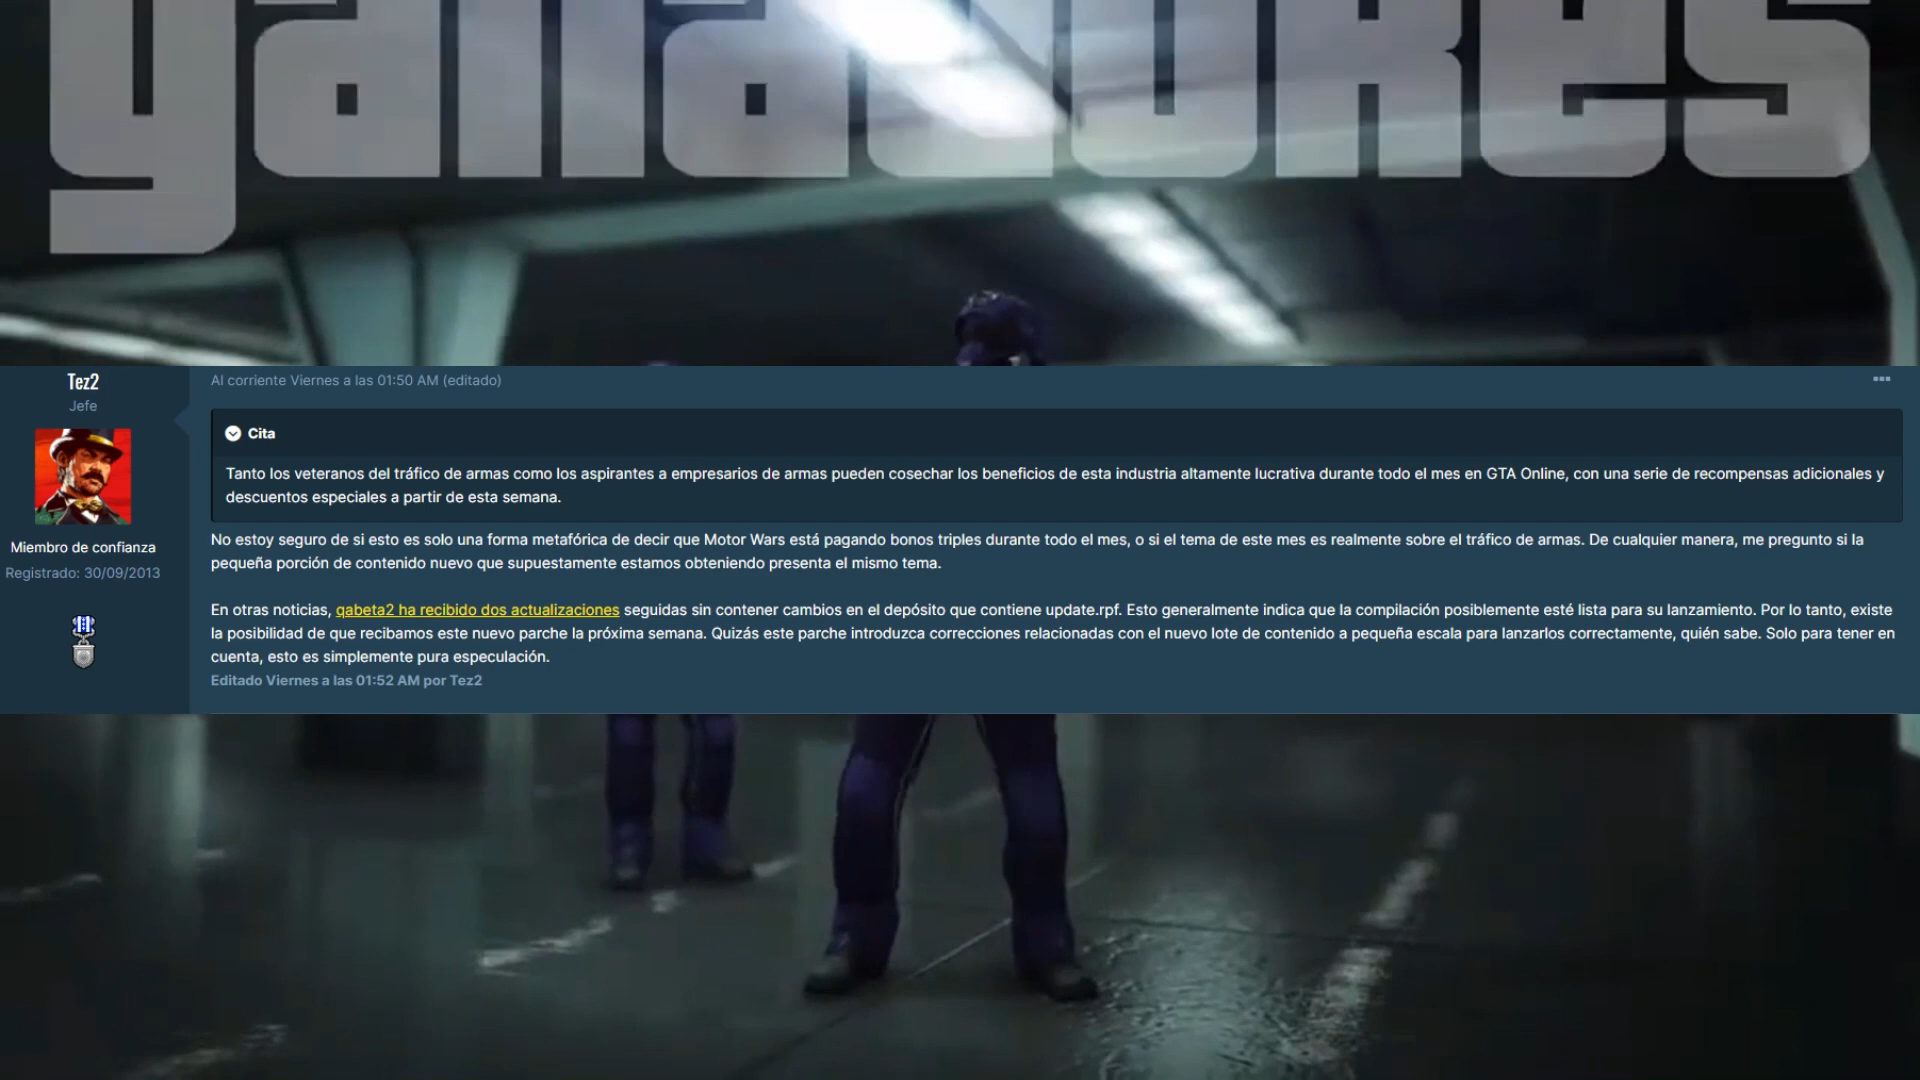 Tez2
Jefe
Miembro de confianza
Registrado: 30/09/2013
Al corriente Viernes a las 01:50 AM (editado)
Cita
Tanto los veteranos del tráfico de armas como los aspirantes a empresarios de armas pueden cosechar los beneficios de esta industria altamente lucrativa durante todo el mes en GTA Online, con una serie de recompensas adicionales y
descuentos especiales a partir de esta semana.
No estoy seguro de si esto es solo una forma metafórica de decir que Motor Wars está pagando bonos triples durante todo el mes, o si el tema de este mes es realmente sobre el tráfico de armas. De cualquier manera, me pregunto si la
pequeña porción de contenido nuevo que supuestamente estamos obteniendo presenta el mismo tema.
En otras noticias, qabeta2 ha recibido dos actualizaciones seguidas sin contener cambios en el depósito que contiene update.rpf. Esto generalmente indica que la compilación posiblemente esté lista para su lanzamiento. Por lo tanto, existe
la posibilidad de que recibamos este nuevo parche la próxima semana. Quizás este parche introduzca correcciones relacionadas con el nuevo lote de contenido a pequeña escala para lanzarlos correctamente, quién sabe. Solo para tener en
cuenta, esto es simplemente pura especulación.
Editado Viernes a las 01:52 AM por Tez2